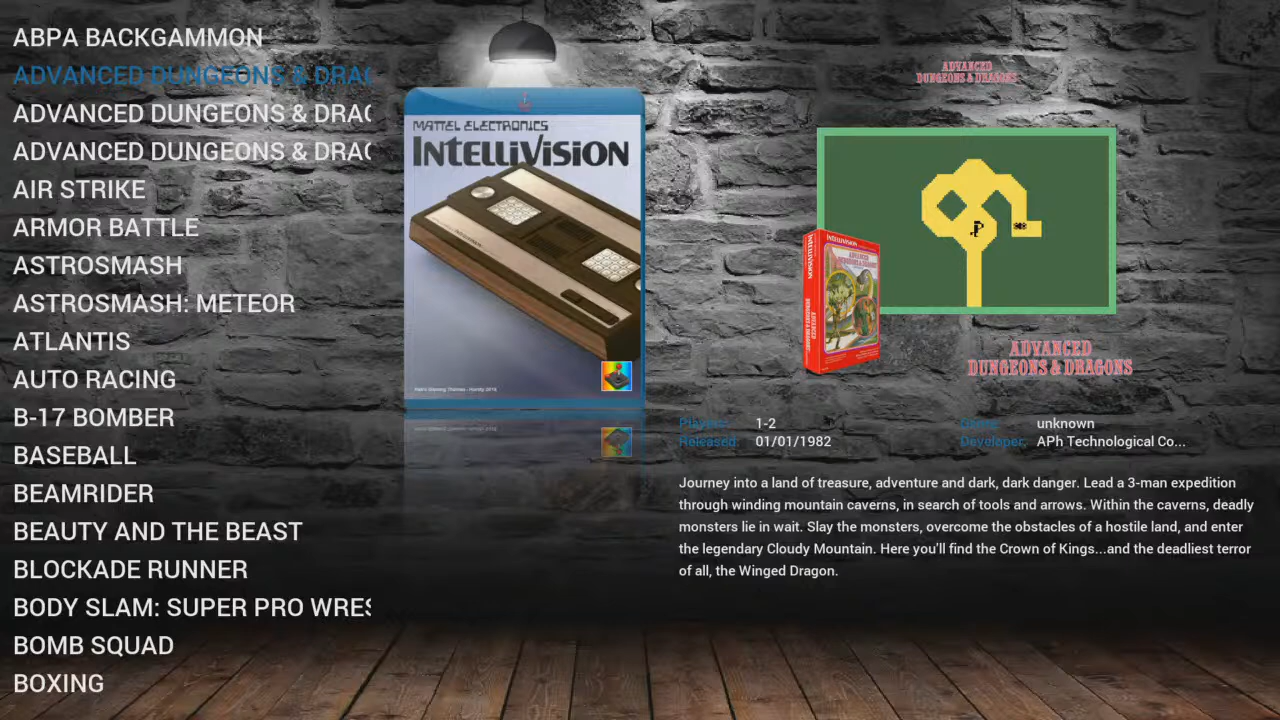 ABPA BACKGAMMON
ADVANCED DUNGEONS & DRAG
ADVANCED DUNGEONS & DRAG
ADVANCED DUNGEONS & DRAG
AIR STRIKE
ARMOR BATTLE
ASTROSMASH
ASTROSMASH: METEOR
ATLANTIS
AUTO RACING
B-17 BOMBER
BASEBALL
BEAMRIDER
BEAUTY AND THE BEAST
BLOCKADE RUNNER
BODY SLAM: SUPER PRO WRES
BOMB SQUAD
BOXING
MATTEL ELECTRONICS
INTELLIVISION
ADVANCED
DUNGEONS & DRAGONS
INTELLIVISION
ADVANCED
DUNGEONS & DRAGONS
ADVANCED
DUNGEONS & DRAGONS
Players: 1-2
Genre: unknown
Released: 01/01/1982
Developer: APh Technological Co...
Journey into a land of treasure, adventure and dark, dark danger. Lead a 3-man expedition
through winding mountain caverns, in search of tools and arrows. Within the caverns, deadly
monsters lie in wait. Slay the monsters, overcome the obstacles of a hostile land, and enter
the legendary Cloudy Mountain. Here you'll find the Crown of Kings...and the deadliest terror
of all, the Winged Dragon.